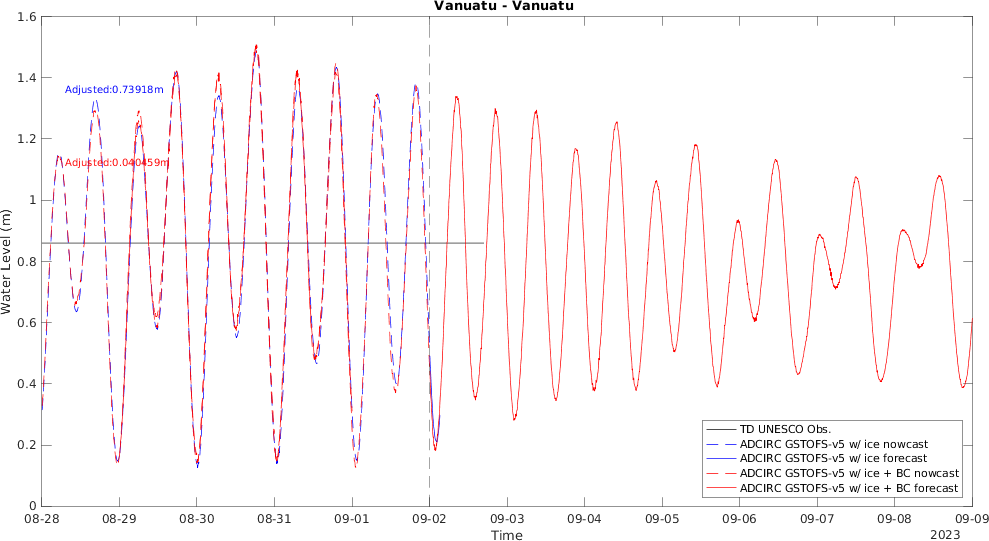 Vanuatu - Vanuatu
1.6
1.4
1.2
1
0.8
0.6
0.4
0.2
0
Water Level (m)
Adjusted:0.73918m
Adjusted:0.040459m
TD UNESCO Obs.
ADCIRC GSTOFS-v5 w/ ice nowcast
ADCIRC GSTOFS-v5 w/ ice forecast
ADCIRC GSTOFS-v5 w/ ice + BC nowcast
ADCIRC GSTOFS-v5 w/ ice + BC forecast
08-28 08-29 08-30 08-31 09-01 09-02 09-03 09-04 09-05 09-06 09-07 09-08 09-09
Time
2023